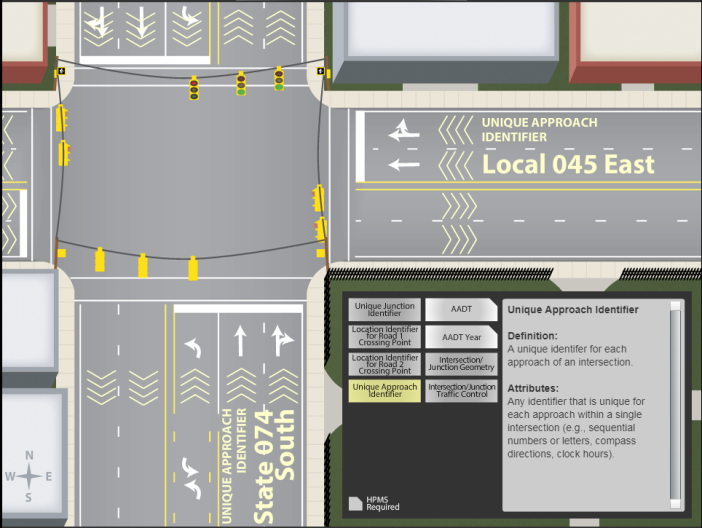 UNIQUE APPROACH
IDENTIFIER
Local 045 East
UNIQUE APPROACH
IDENTIFIER
State 074
South
N
W E
S
Unique Junction
Identifier
AADT
Location Identifier
for Road 1
Crossing Point
AADT Year
Location Identifier
for Road 2
Crossing Point
Intersection/
Junction Geometry
Unique Approach
Identifier
Intersection/Junction
Traffic Control
HPMS
Required
Unique Approach Identifier
Definition:
A unique identifer for each
approach of an intersection.
Attributes:
Any identifier that is unique for
each approach within a single
intersection (e.g., sequential
numbers or letters, compass
directions, clock hours).